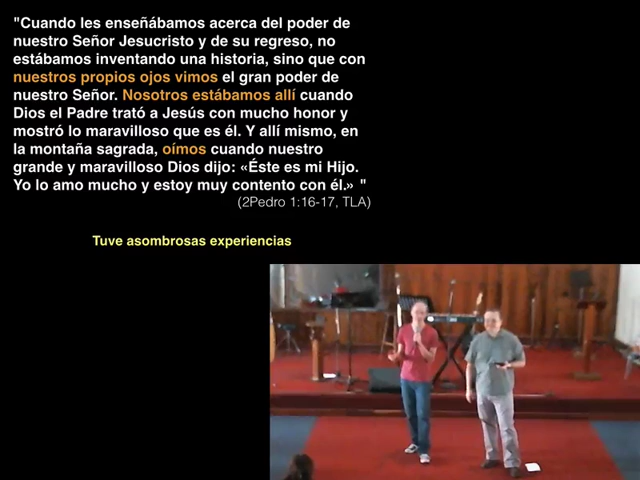 "Cuando les enseñábamos acerca del poder de
nuestro Señor Jesucristo y de su regreso, no
estábamos inventando una historia, sino que con
nuestros propios ojos vimos el gran poder de
nuestro Señor. Nosotros estábamos allí cuando
Dios el Padre trató a Jesús con mucho honor y
mostró lo maravilloso que es él. Y allí mismo, en
la montaña sagrada, oímos cuando nuestro
grande y maravilloso Dios dijo: «Éste es mi Hijo.
Yo lo amo mucho y estoy muy contento con él.» "
(2Pedro 1:16-17, TLA)
Tuve asombrosas experiencias